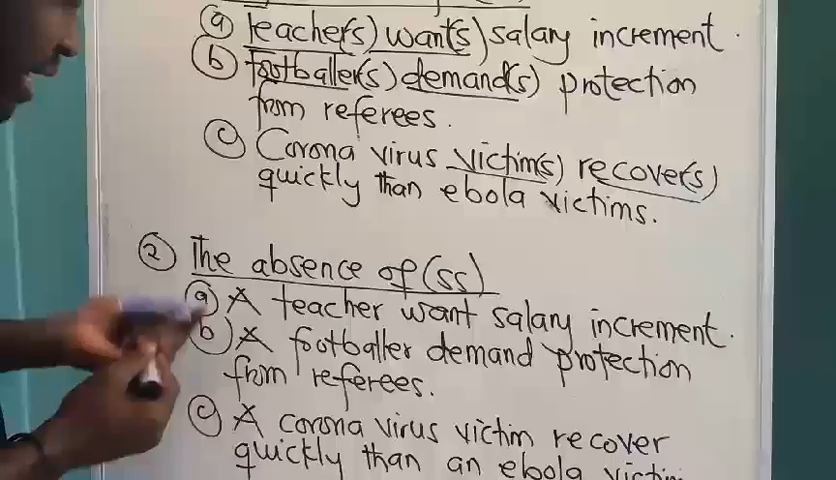 (a) teacher(s) want(s) salary increment.
(b) footballer(s) demand(s) protection
from referees.
(c) Corona virus victim(s) recover(s)
quickly than ebola victims.
(2) The absence of (ss)
(a) A teacher want salary increment.
(b) A footballer demand protection
from referees.
(c) A corona virus victim recover
quickly than an ebola